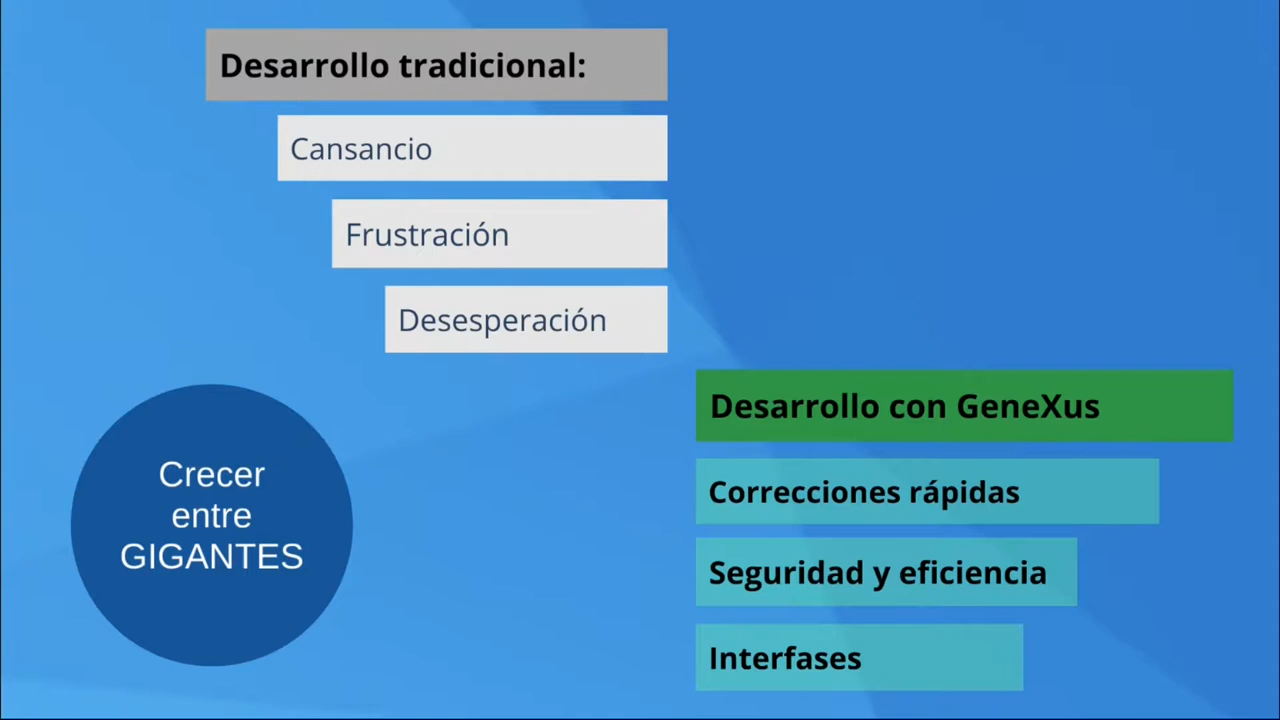 Desarrollo tradicional:
Cansancio
Frustración
Desesperación
Crecer
entre
GIGANTES
Desarrollo con GeneXus
Correcciones rápidas
Seguridad y eficiencia
Interfases